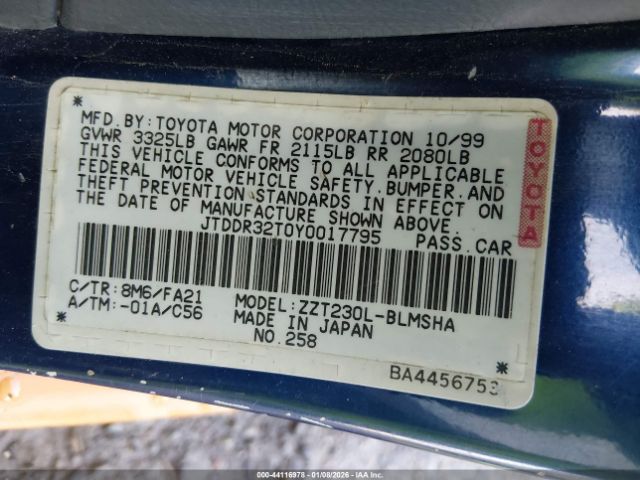 MFD.BY:TOYOTA MOTOR CORPORATION 10/99
GVWR 3325LB GAWR FR 2115LB RR 2080LB
THIS VEHICLE CONFORMS TO ALL APPLICABLE
FEDERAL MOTOR VEHICLE SAFETY.BUMPER.AND
THEFT PREVENTION STANDARDS IN EFFECT ON
THE DATE OF MANUFACTURE SHOWN ABOVE.
JTDDR32T0Y0017795 PASS.CAR
C/TR:8M6/FA21 MODEL:ZZT230L-BLMSHA
A/TM:-01A/C56 MADE IN JAPAN
NO.258
BA4456753
TOYOTA
000-44116978 - 01/08/2026 - IAA Inc.